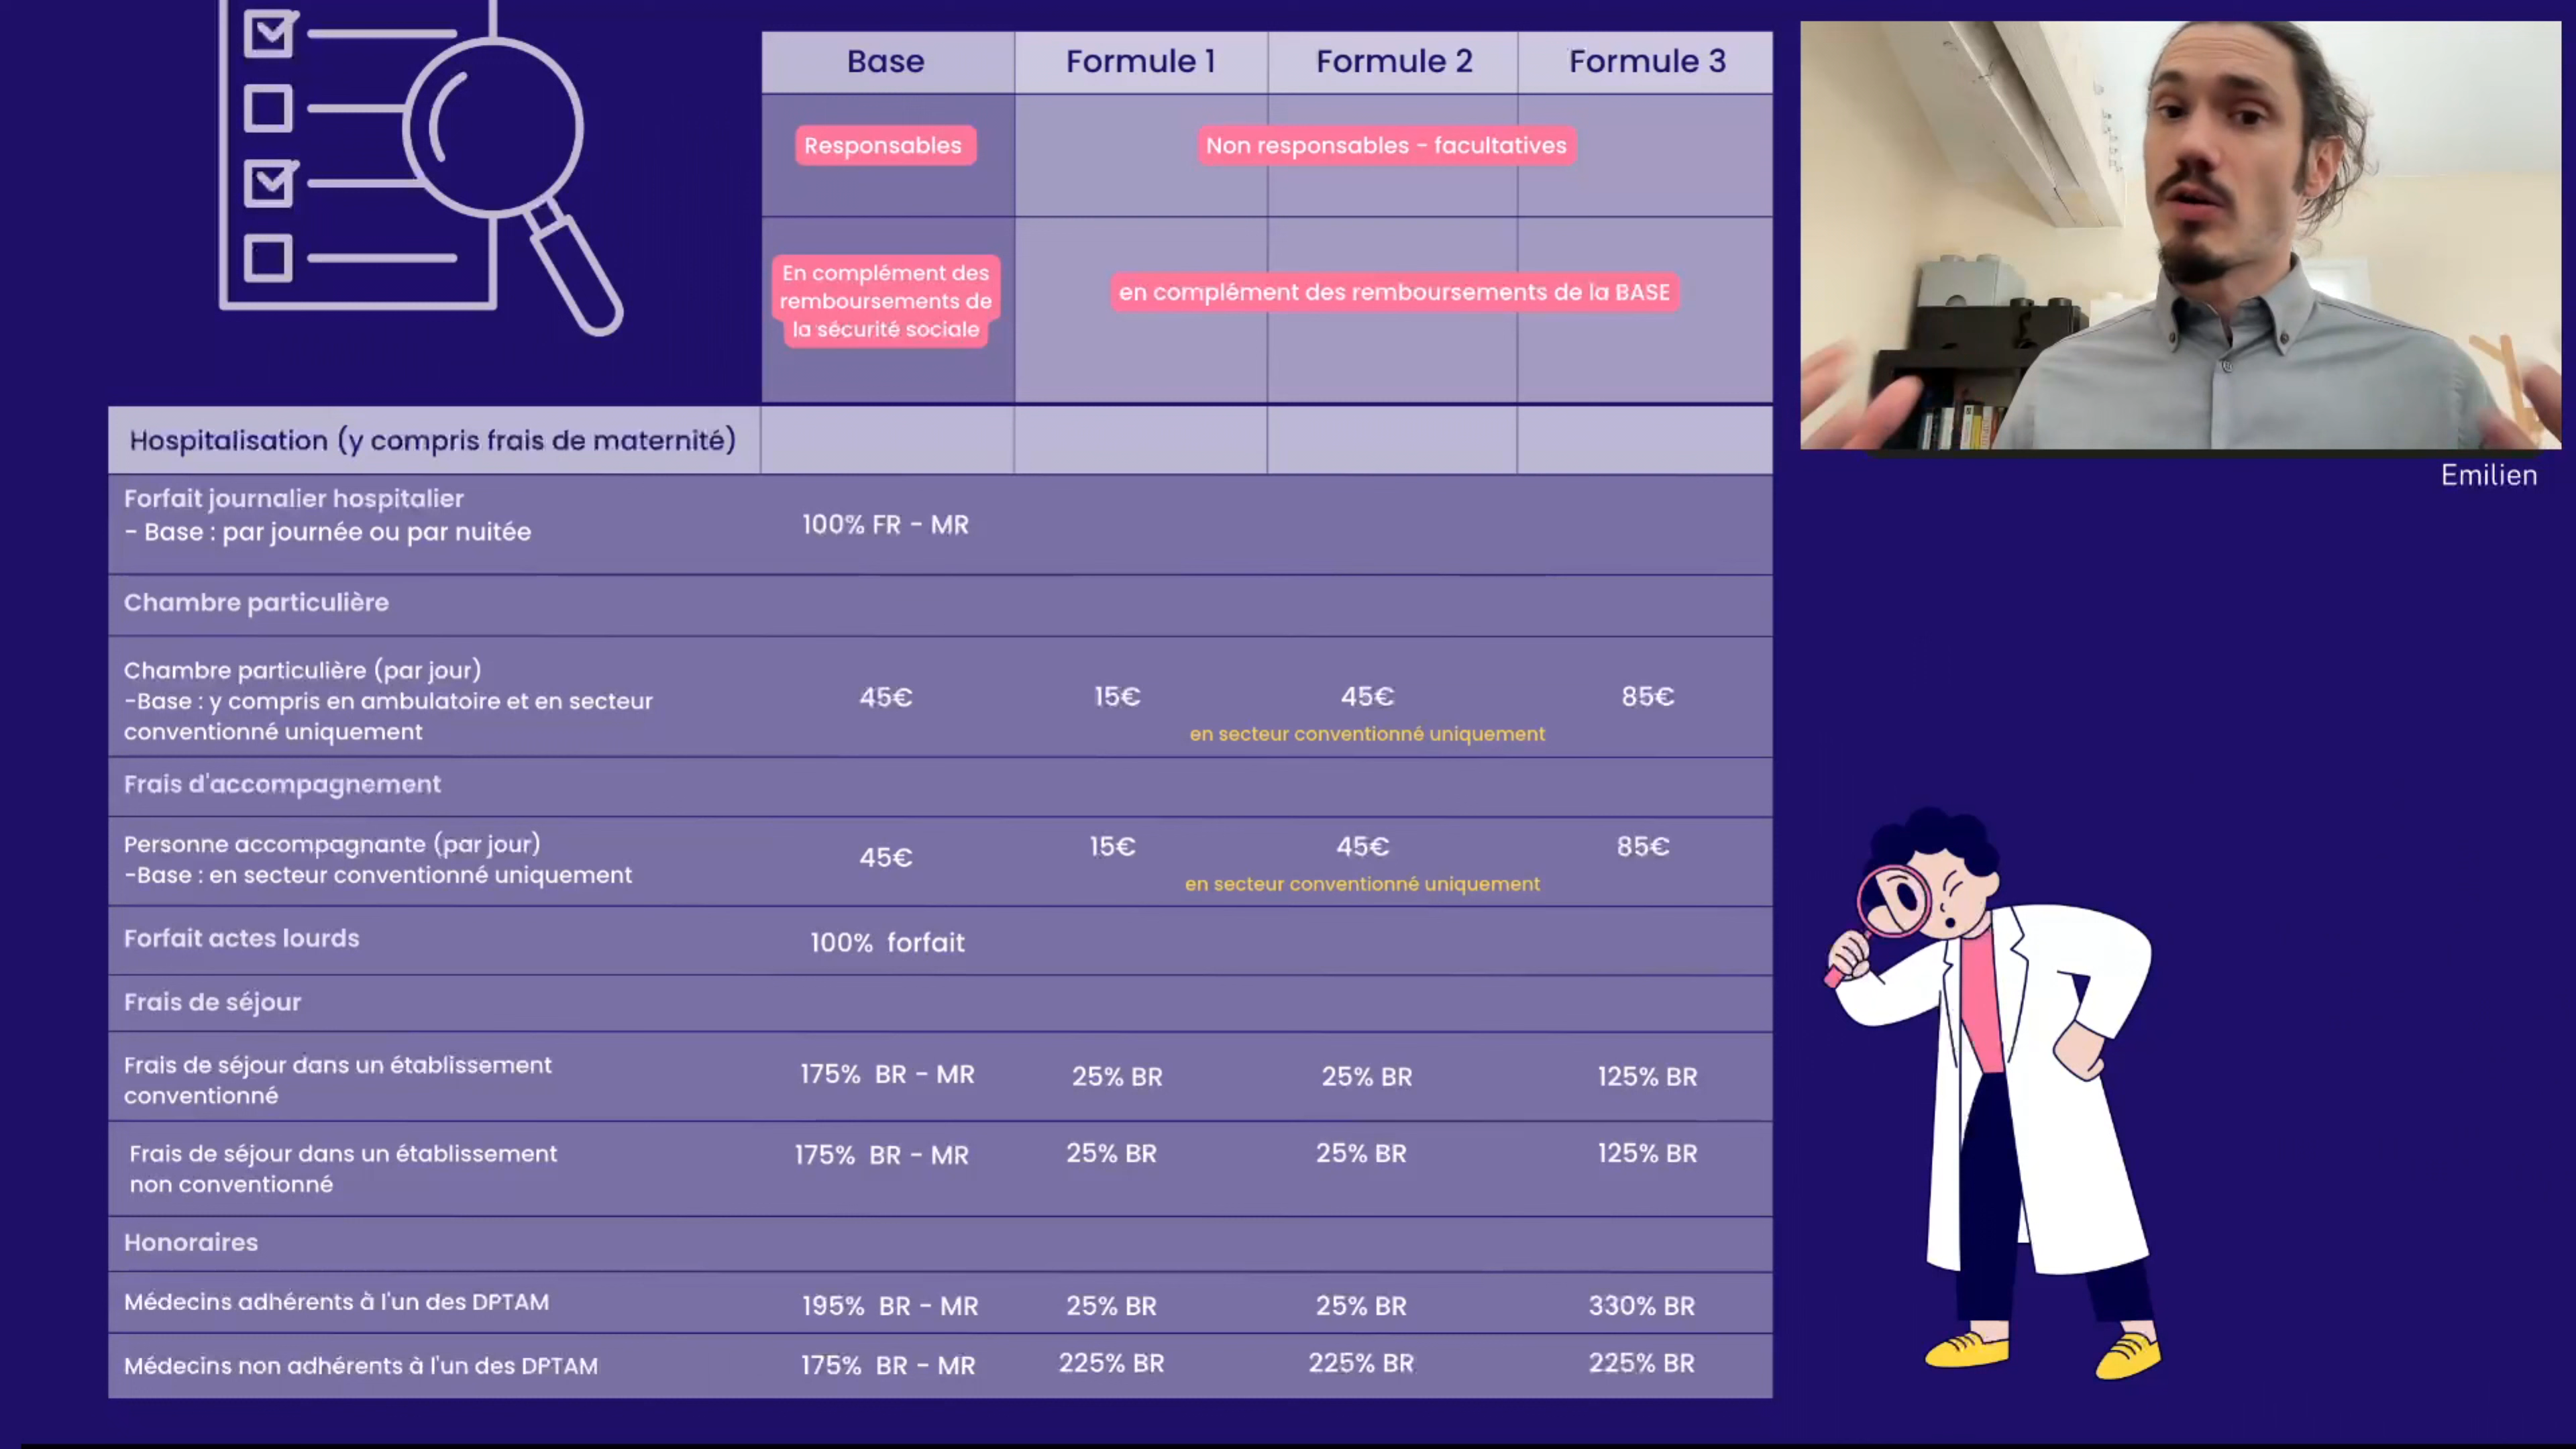 Base Formule 1 Formule 2 Formule 3
Responsables Non responsables - facultatives
En complément des
remboursements de
la sécurité sociale
en complément des remboursements de la BASE
Hospitalisation (y compris frais de maternité)
Forfait journalier hospitalier
- Base : par journée ou par nuitée
100% FR - MR
Chambre particulière
Chambre particulière (par jour)
-Base : y compris en ambulatoire et en secteur
conventionné uniquement
45€ 15€ 45€ 85€
en secteur conventionné uniquement
Frais d'accompagnement
Personne accompagnante (par jour)
-Base : en secteur conventionné uniquement
45€ 15€ 45€ 85€
en secteur conventionné uniquement
Forfait actes lourds 100% forfait
Frais de séjour
Frais de séjour dans un établissement
conventionné
175% BR - MR 25% BR 25% BR 125% BR
Frais de séjour dans un établissement
non conventionné
175% BR - MR 25% BR 25% BR 125% BR
Honoraires
Médecins adhérents à l'un des DPTAM 195% BR - MR 25% BR 25% BR 330% BR
Médecins non adhérents à l'un des DPTAM 175% BR - MR 225% BR 225% BR 225% BR
Emilien